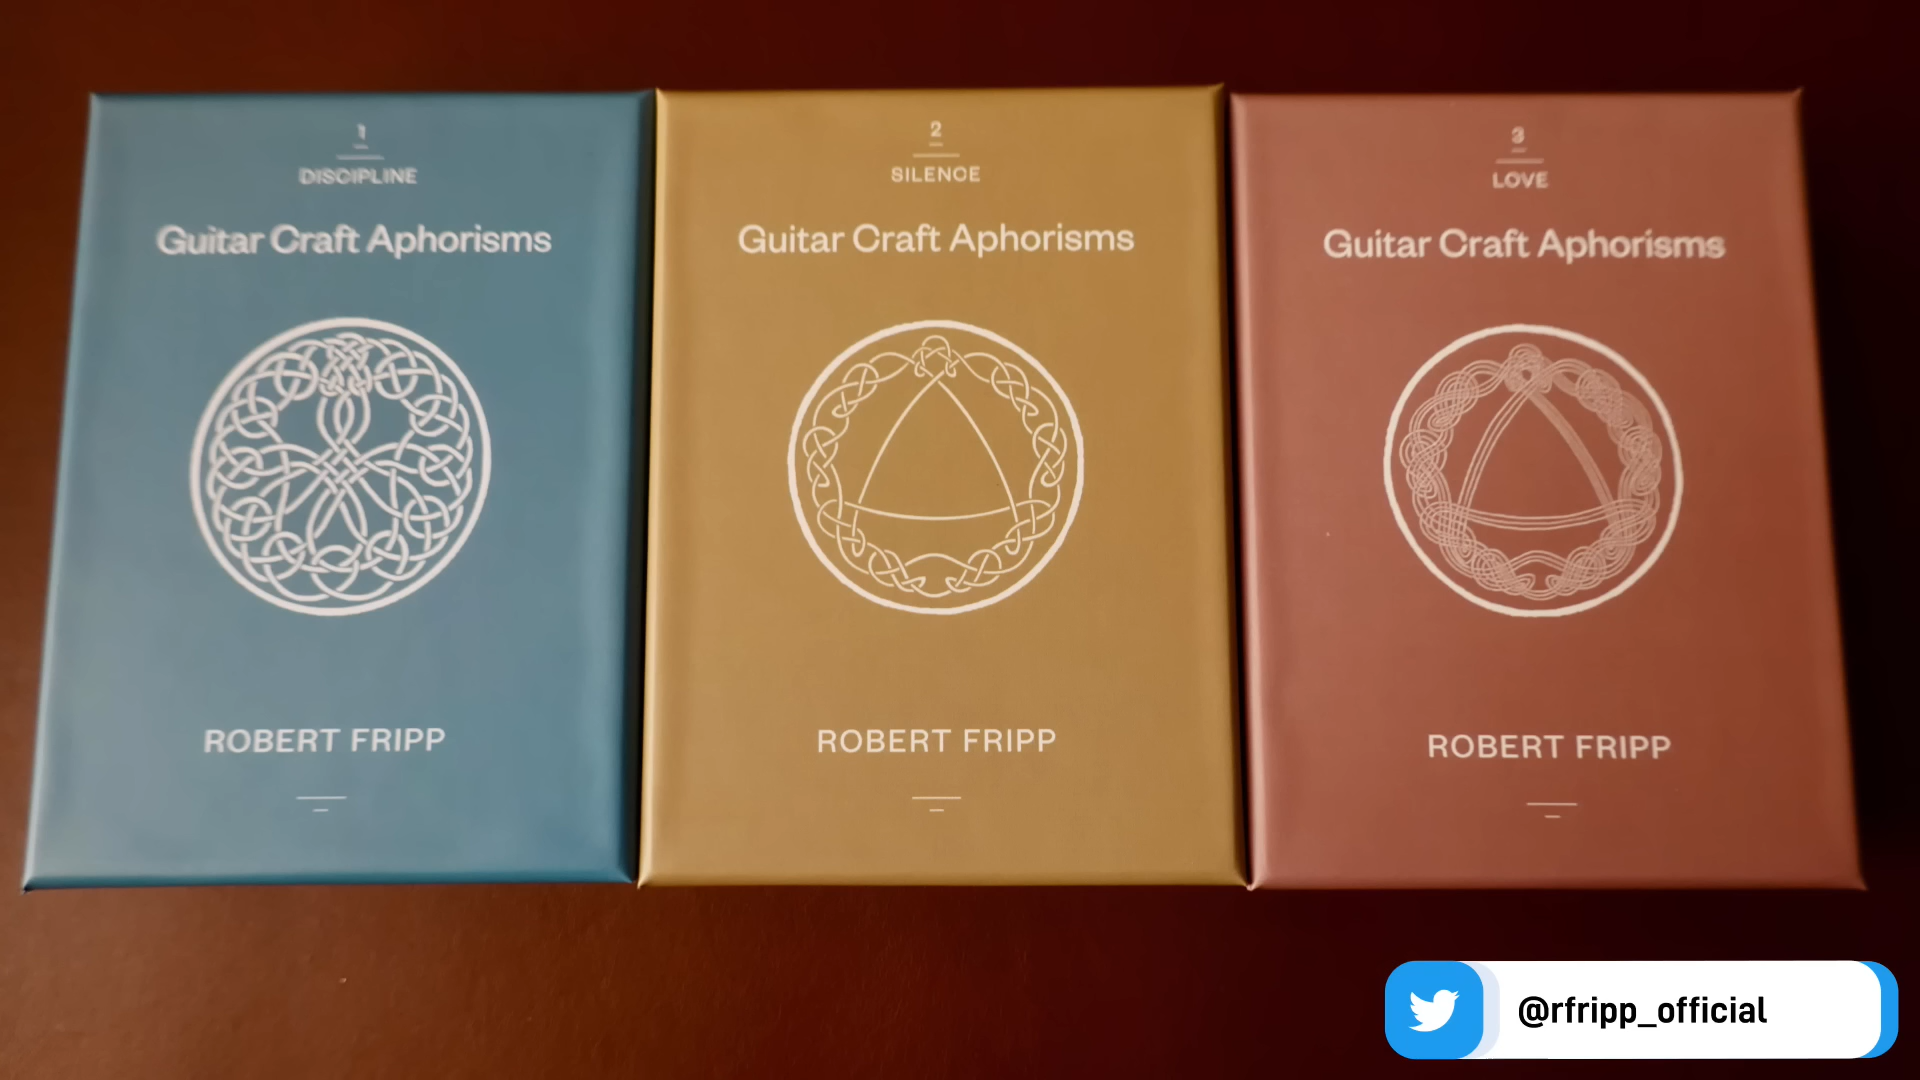 1
DISCIPLINE
Guitar Craft Aphorisms
ROBERT FRIPP
2
SILENCE
Guitar Craft Aphorisms
ROBERT FRIPP
3
LOVE
Guitar Craft Aphorisms
ROBERT FRIPP
@rfripp_official